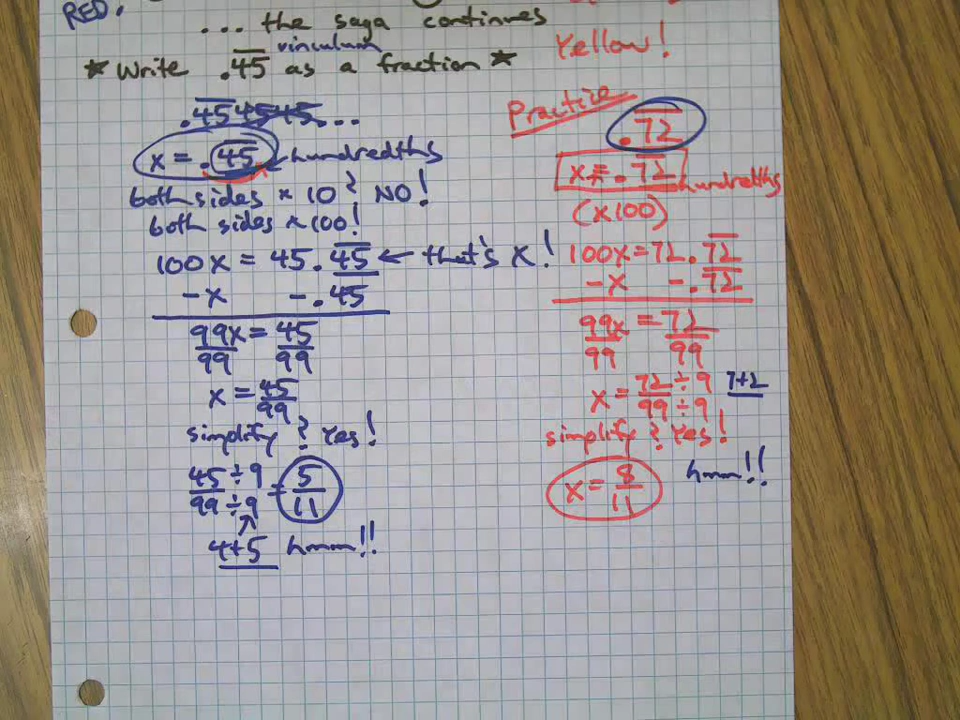 RED.
... the saga continues
vinculum
*Write .45 as a fraction*
.454545...
x = .45 ← hundredths
both sides × 10? NO!
both sides × 100!
100x = 45.45 ← that's x!
-x -.45
99x = 45
99 99
x = 45
99
simplify? Yes!
45 ÷9 = 5
99 ÷9 11
4+5 hmm!!
Yellow!
Practice
.72
x = .72 hundredths
(x100)
100x = 72.72
-x -.72
99x = 72
99 99
x = 72 ÷9 7+2
99 ÷9
simplify? Yes!
x = 8
11
hmm!!